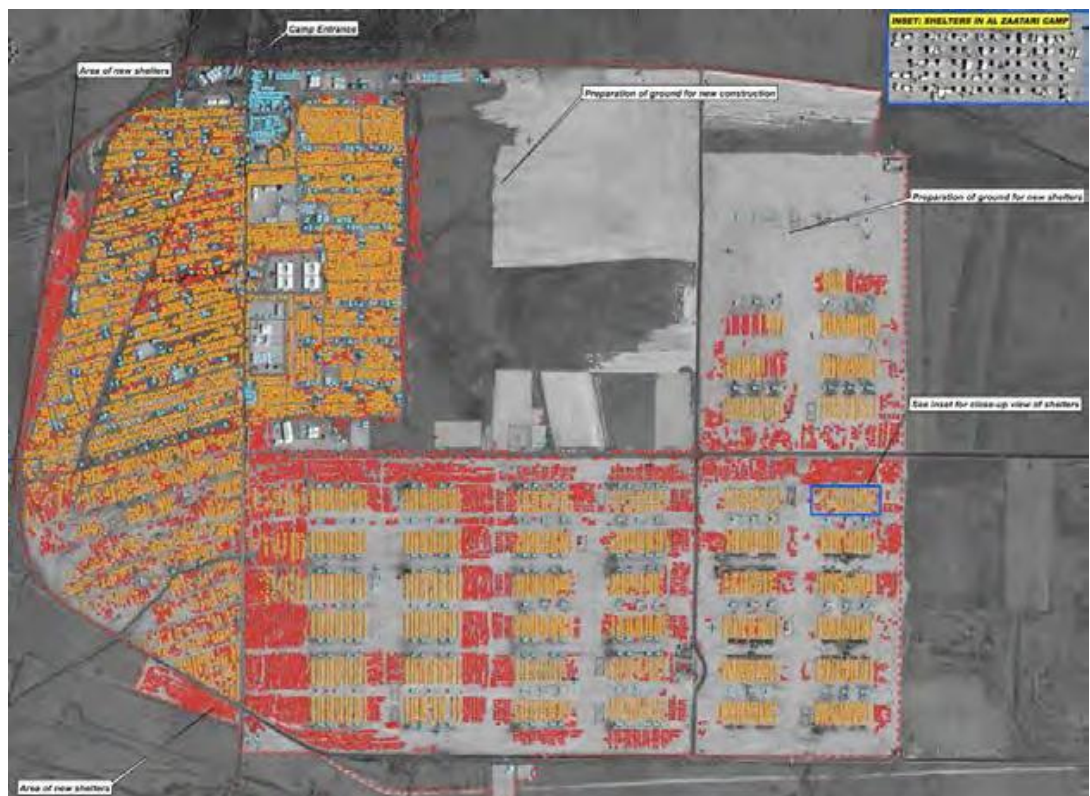 Camp Entrance
INSET: SHELTERS IN AL ZAATARI CAMP
Area of new shelters
Preparation of ground for new construction
Preparation of ground for new shelters
See inset for close-up view of shelters
Area of new shelters